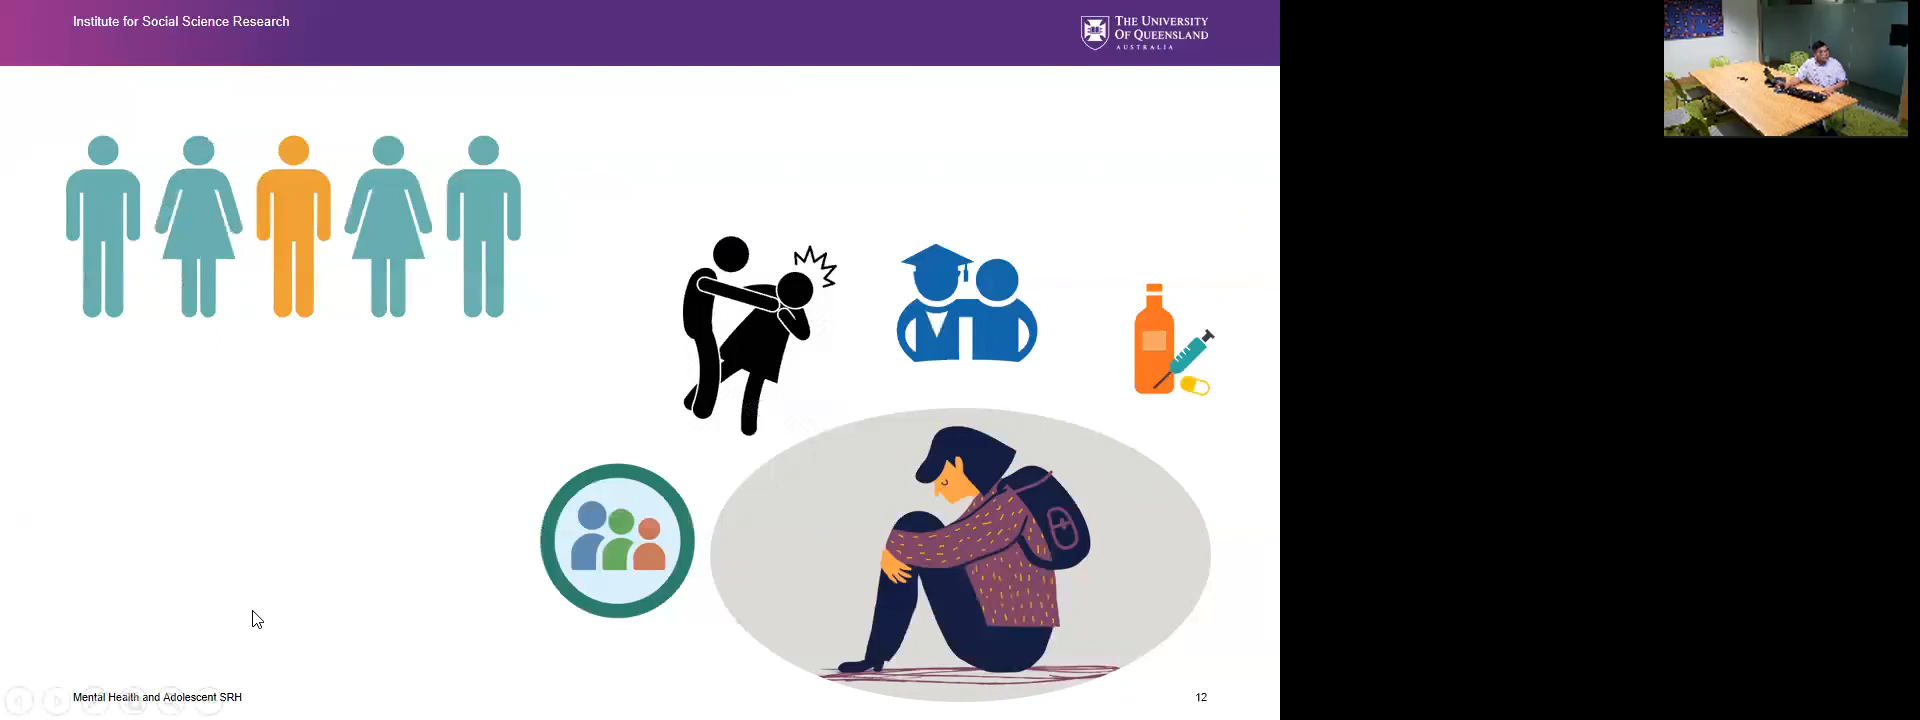 Institute for Social Science Research
THE UNIVERSITY
OF QUEENSLAND
AUSTRALIA
Mental Health and Adolescent SRH
12